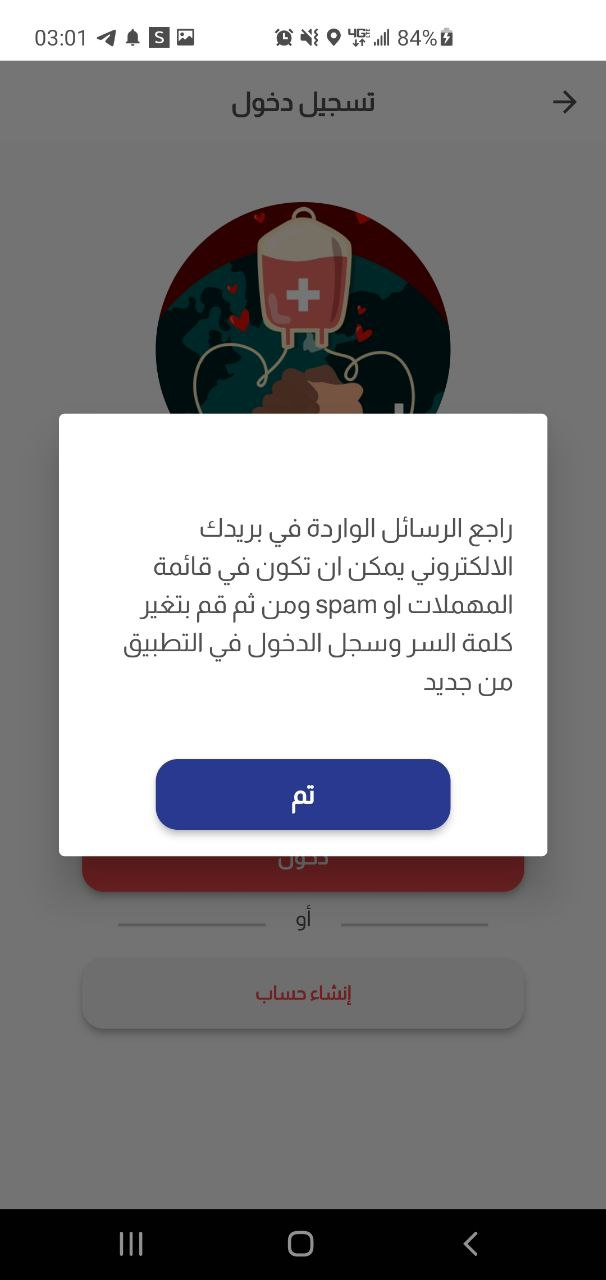 03:01
84%
تسجيل دخول
راجع الرسائل الواردة في بريدك
الالكتروني يمكن ان تكون في قائمة
المهملات او spam ومن ثم قم بتغير
كلمة السر وسجل الدخول في التطبيق
من جديد
تم
دخول
أو
إنشاء حساب